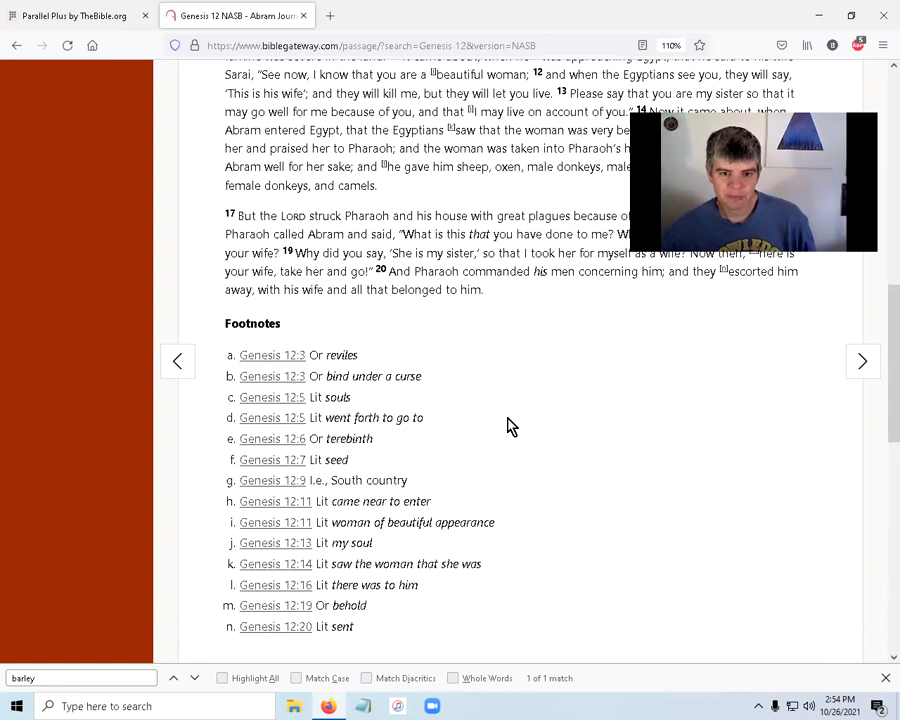 Parallel Plus by TheBible.org
Genesis 12 NASB - Abram Jour
https://www.biblegateway.com/passage/?search=Genesis 12&version=NASB
110%
5
Sarai, “See now, I know that you are a [i]beautiful woman; 12 and when the Egyptians see you, they will say,
‘This is his wife’; and they will kill me, but they will let you live. 13 Please say that you are my sister so that it
may go well for me because of you, and that [j]I may live on account of you.” 14 Now it came about, when
Abram entered Egypt, that the Egyptians [k]saw that the woman was very be
her and praised her to Pharaoh; and the woman was taken into Pharaoh’s h
Abram well for her sake; and [l]he gave him sheep, oxen, male donkeys, male
female donkeys, and camels.
17 But the LORD struck Pharaoh and his house with great plagues because of
Pharaoh called Abram and said, “What is this that you have done to me? W
your wife? 19 Why did you say, ‘She is my sister,’ so that I took her for myself as a wife? Now then, [m]here is
your wife, take her and go!” 20 And Pharaoh commanded his men concerning him; and they [n]escorted him
away, with his wife and all that belonged to him.
Footnotes
a. Genesis 12:3 Or reviles
b. Genesis 12:3 Or bind under a curse
c. Genesis 12:5 Lit souls
d. Genesis 12:5 Lit went forth to go to
e. Genesis 12:6 Or terebinth
f. Genesis 12:7 Lit seed
g. Genesis 12:9 I.e., South country
h. Genesis 12:11 Lit came near to enter
i. Genesis 12:11 Lit woman of beautiful appearance
j. Genesis 12:13 Lit my soul
k. Genesis 12:14 Lit saw the woman that she was
l. Genesis 12:16 Lit there was to him
m. Genesis 12:19 Or behold
n. Genesis 12:20 Lit sent
barley
Highlight All Match Case Match Diacritics Whole Words 1 of 1 match
Type here to search
2:54 PM
10/26/2021
2